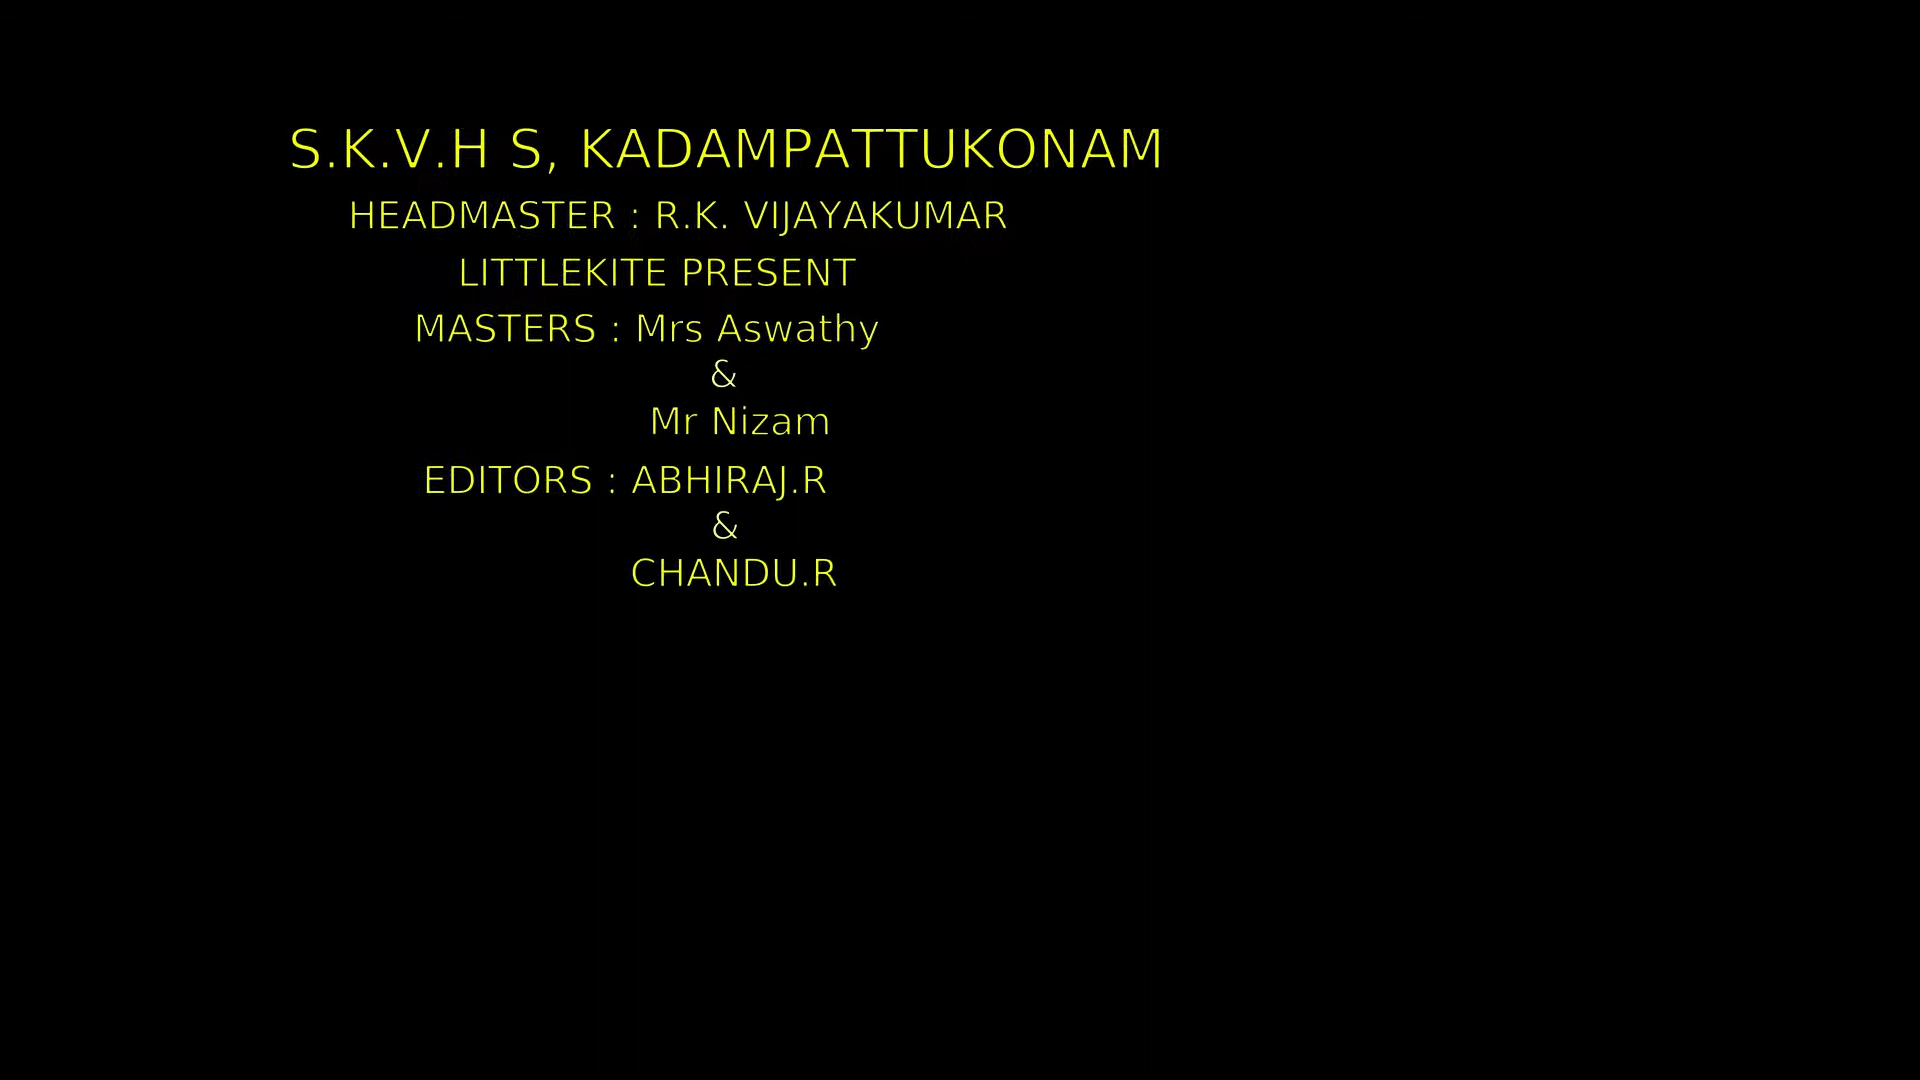 S.K.V.H S, KADAMPATTUKONAM
HEADMASTER : R.K. VIJAYAKUMAR
LITTLEKITE PRESENT
MASTERS : Mrs Aswathy
&
Mr Nizam
EDITORS : ABHIRAJ.R
&
CHANDU.R